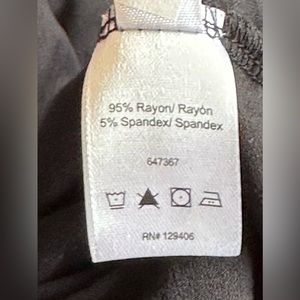 95% Rayon/ Rayón
5% Spandex/ Spandex
647367
RN# 129406